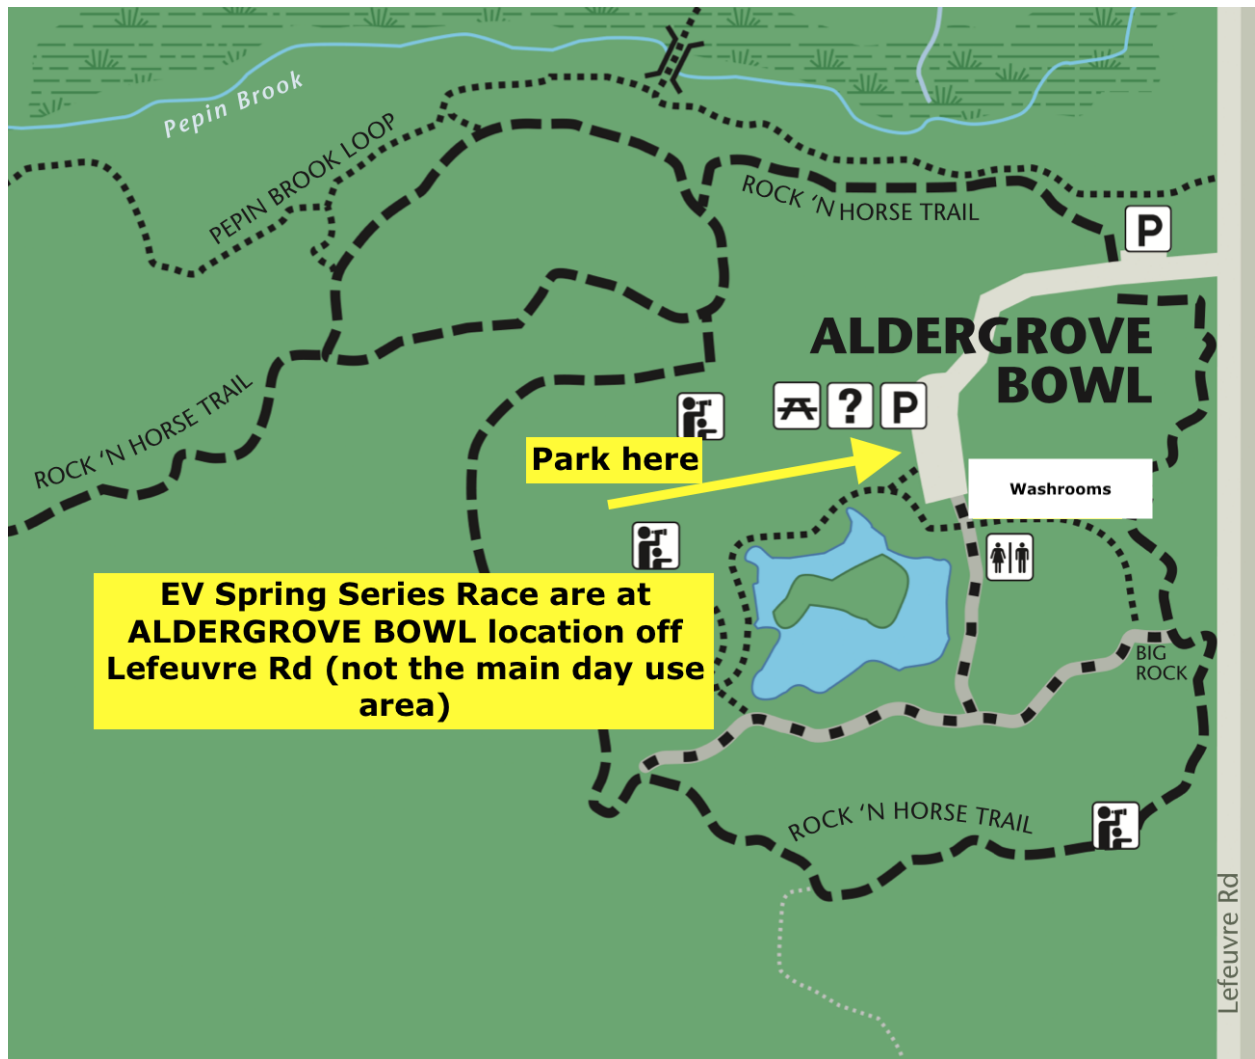 Pepin Brook
PEPIN BROOK LOOP
ROCK ‘N HORSE TRAIL
P
ALDERGROVE
BOWL
?
P
ROCK ‘N HORSE TRAIL
Park here
Washrooms
EV Spring Series Race are at
ALDERGROVE BOWL location off
Lefeuvre Rd (not the main day use
area)
BIG
ROCK
ROCK ‘N HORSE TRAIL
Lefeuvre Rd